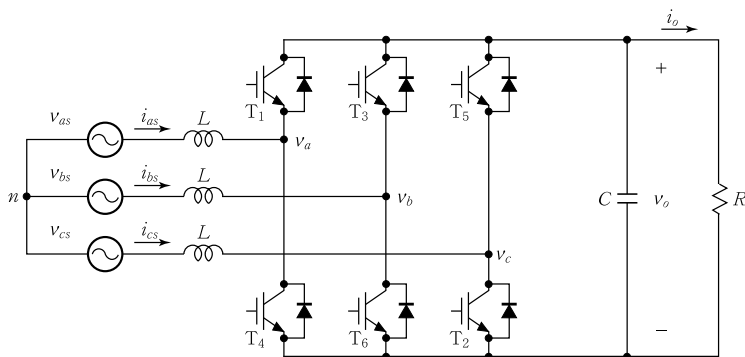 i_o
+
T_1
T_3
T_5
v_as
i_as
L
v_a
n
v_bs
i_bs
L
v_b
C
v_o
R
v_cs
i_cs
L
v_c
T_4
T_6
T_2
−